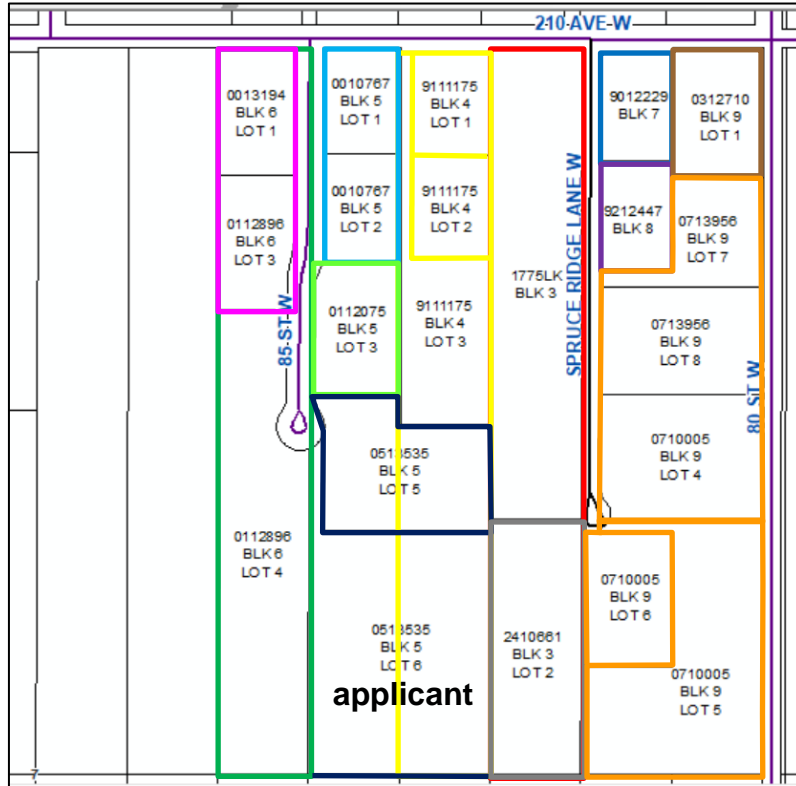 210 AVE W
0013194
BLK 6
LOT 1
0010767
BLK 5
LOT 1
9111175
BLK 4
LOT 1
9012229
BLK 7
0312710
BLK 9
LOT 1
0112896
BLK 6
LOT 3
0010767
BLK 5
LOT 2
9111175
BLK 4
LOT 2
9212447
BLK 8
0713956
BLK 9
LOT 7
1775LK
BLK 3
SPRUCE RIDGE LANE W
85 ST W
0112075
BLK 5
LOT 3
9111175
BLK 4
LOT 3
0713956
BLK 9
LOT 8
80 ST W
0710005
BLK 9
LOT 4
0513535
BLK 5
LOT 5
0112896
BLK 6
LOT 4
0710005
BLK 9
LOT 6
0513535
BLK 5
LOT 6
2410661
BLK 3
LOT 2
applicant
0710005
BLK 9
LOT 5
7